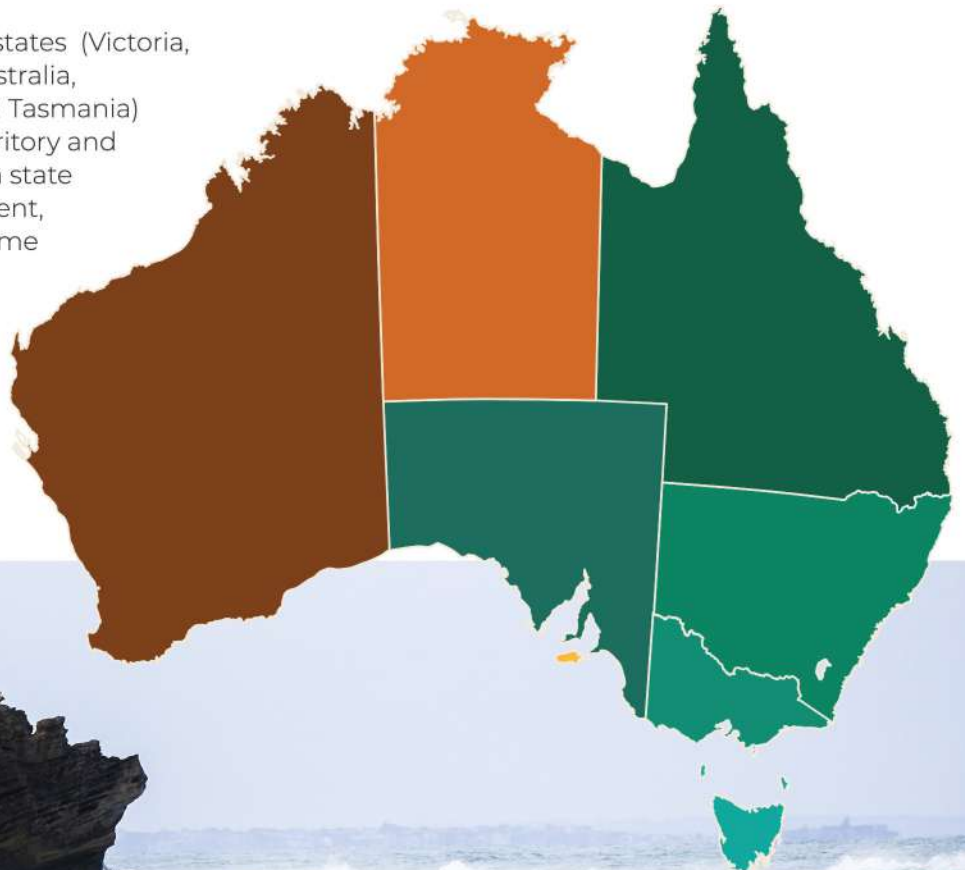 states (Victoria,
stralia,
Tasmania)
ritory and
state
ent,
me